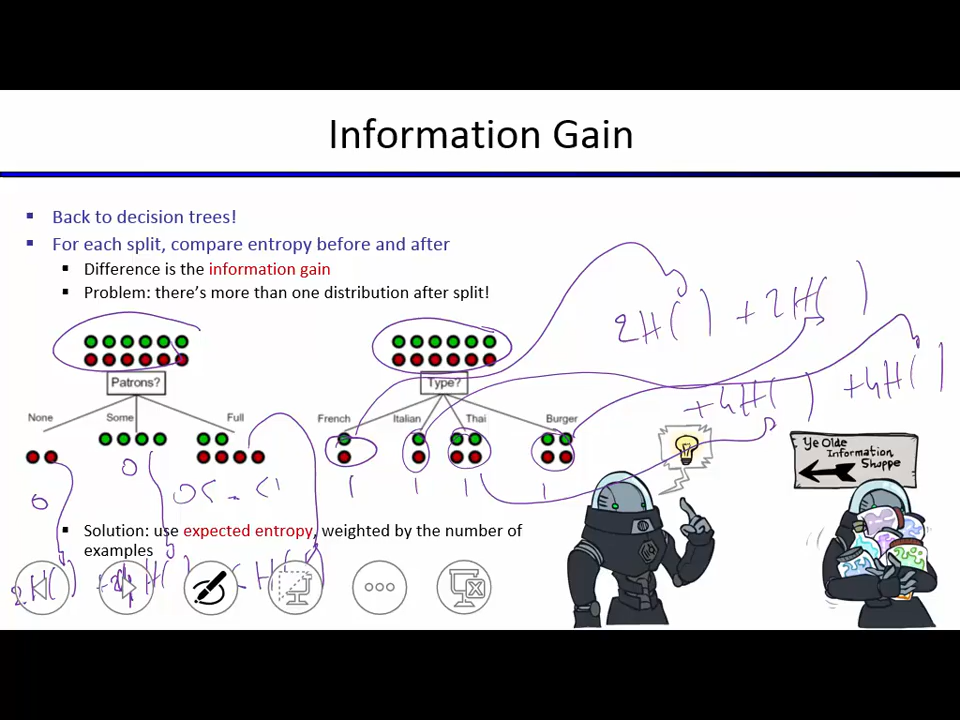 Information Gain
Back to decision trees!
For each split, compare entropy before and after
Difference is the information gain
Problem: there's more than one distribution after split!
2H( ) + 2H( )
+ 4H( ) + 4H( )
Patrons?
Type?
None Some Full
French Italian Thai Burger
0 0 0< - <1
1 1 1 1
Ye Olde
Information
Shoppe
Solution: use expected entropy, weighted by the number of
examples
2H( ) H( ) H(